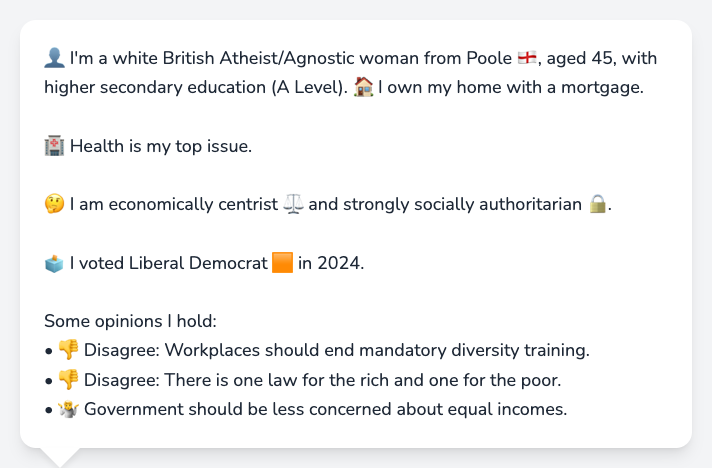 👤 I'm a white British Atheist/Agnostic woman from Poole 🏴󠁧󠁢󠁥󠁮󠁧󠁿, aged 45, with
higher secondary education (A Level). 🏠 I own my home with a mortgage.
🏥 Health is my top issue.
🤔 I am economically centrist ⚖️ and strongly socially authoritarian 🔒.
🗳️ I voted Liberal Democrat 🟧 in 2024.
Some opinions I hold:
• 👎 Disagree: Workplaces should end mandatory diversity training.
• 👎 Disagree: There is one law for the rich and one for the poor.
• 🤷‍♀️ Government should be less concerned about equal incomes.